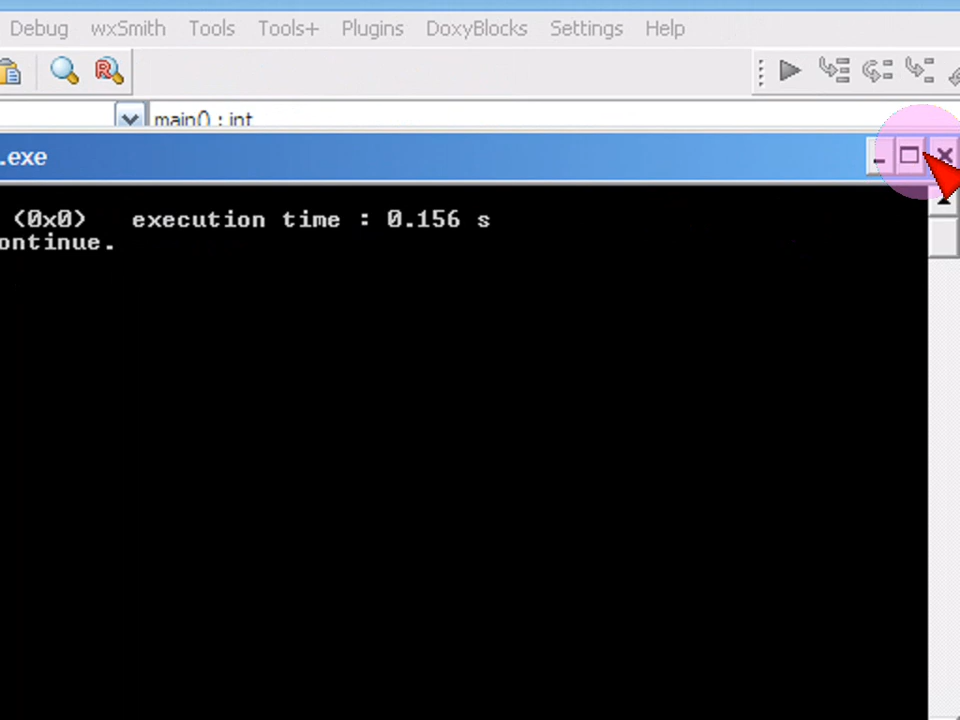 Debug wxSmith Tools Tools+ Plugins DoxyBlocks Settings Help
main() : int
.exe
(0x0) execution time : 0.156 s
ontinue.